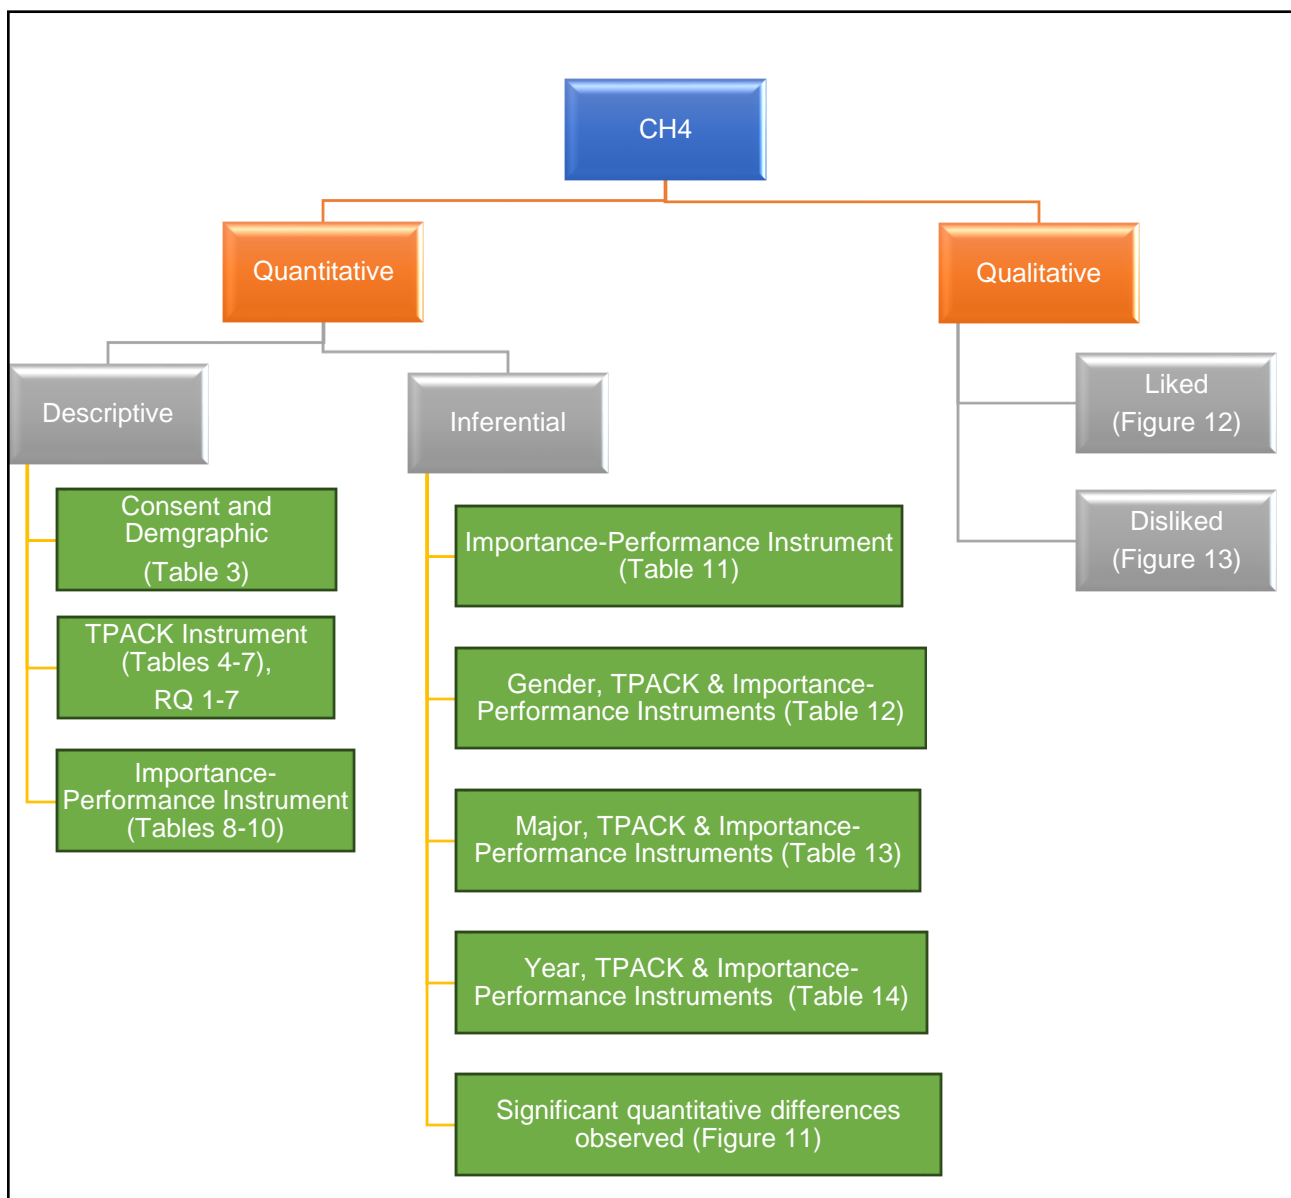 CH4
Quantitative
Qualitative
Descriptive
Inferential
Liked
(Figure 12)
Disliked
(Figure 13)
Consent and
Demgraphic
(Table 3)
TPACK Instrument
(Tables 4-7),
RQ 1-7
Importance-
Performance Instrument
(Tables 8-10)
Importance-Performance Instrument
(Table 11)
Gender, TPACK & Importance-
Performance Instruments (Table 12)
Major, TPACK & Importance-
Performance Instruments (Table 13)
Year, TPACK & Importance-
Performance Instruments (Table 14)
Significant quantitative differences
observed (Figure 11)